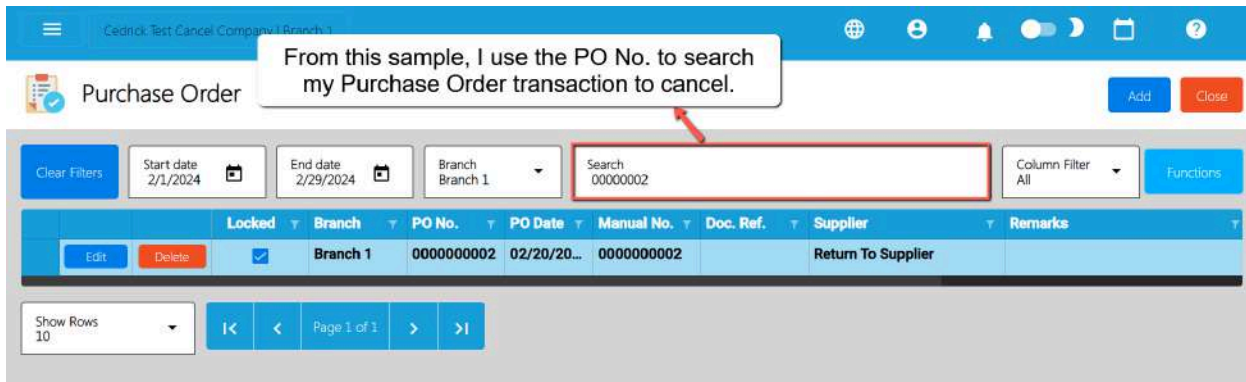 Cedrick Test Cancel Company | Branch 1
From this sample, I use the PO No. to search
my Purchase Order transaction to cancel.
Purchase Order
Add
Close
Clear Filters
Start date
2/1/2024
End date
2/29/2024
Branch
Branch 1
Search
00000002
Column Filter
All
Functions
Locked Branch PO No. PO Date Manual No. Doc. Ref. Supplier Remarks
Edit Delete Branch 1 0000000002 02/20/20... 0000000002 Return To Supplier
Show Rows
10
Page 1 of 1